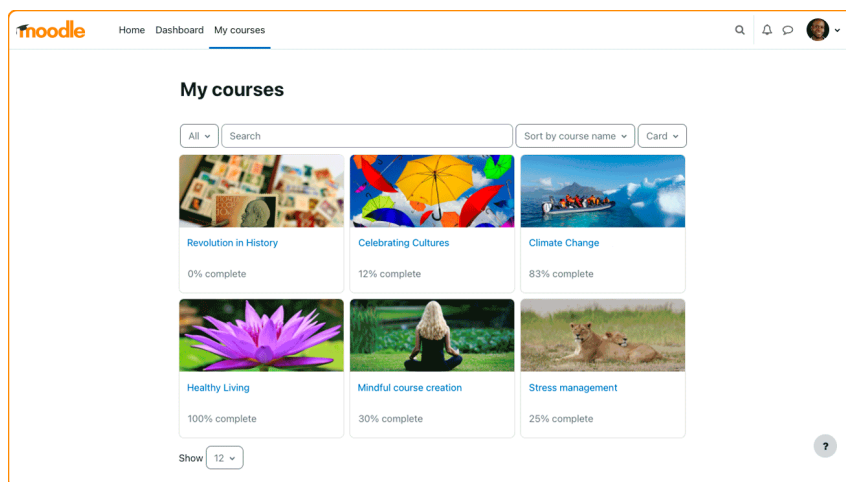 moodle Home Dashboard My courses
My courses
All Search Sort by course name Card
Revolution in History Celebrating Cultures Climate Change
0% complete 12% complete 83% complete
Healthy Living Mindful course creation Stress management
100% complete 30% complete 25% complete
Show 12
?